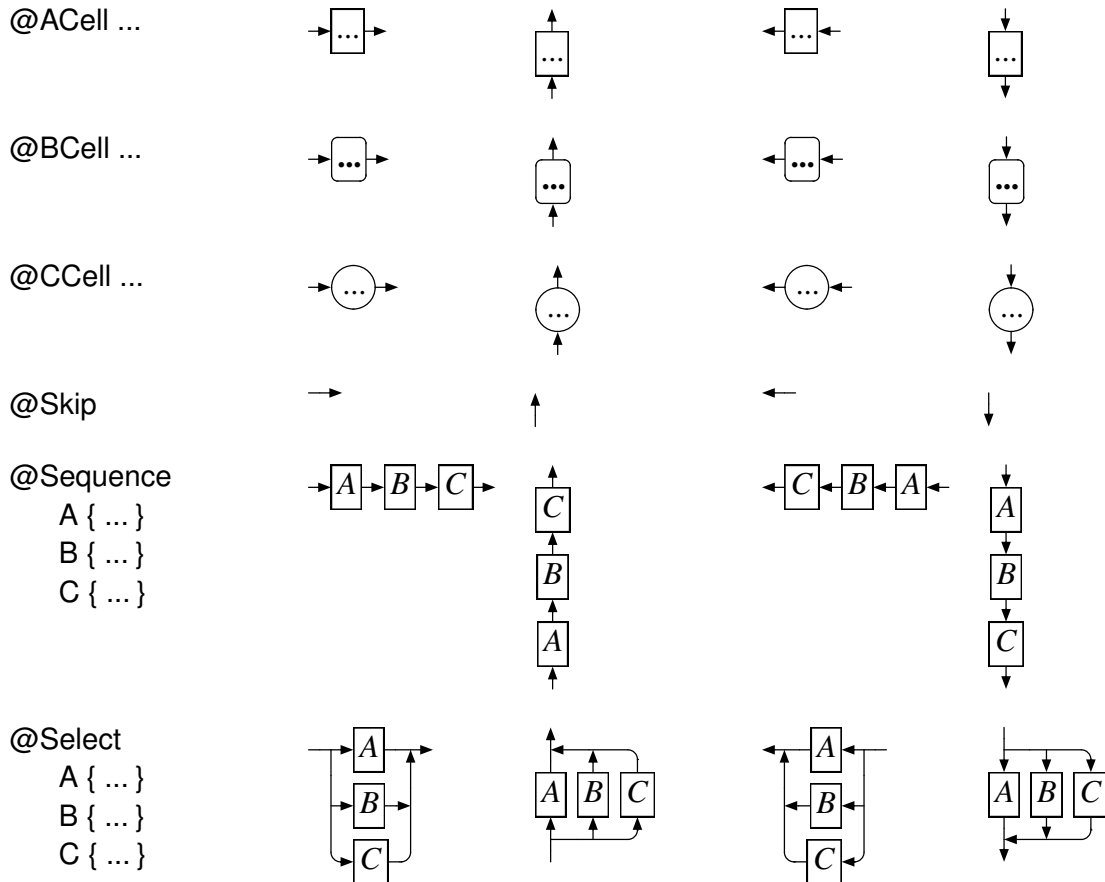 @ACell ... ... ... ... ...
@BCell ... ... ... ... ...
@CCell ... ... ... ... ...
@Skip
@Sequence A B C C B A
A { ... } C A
B { ... } B B
C { ... } A C
@Select A A
A { ... } A B C A B C
B { ... } B B
C { ... } C C